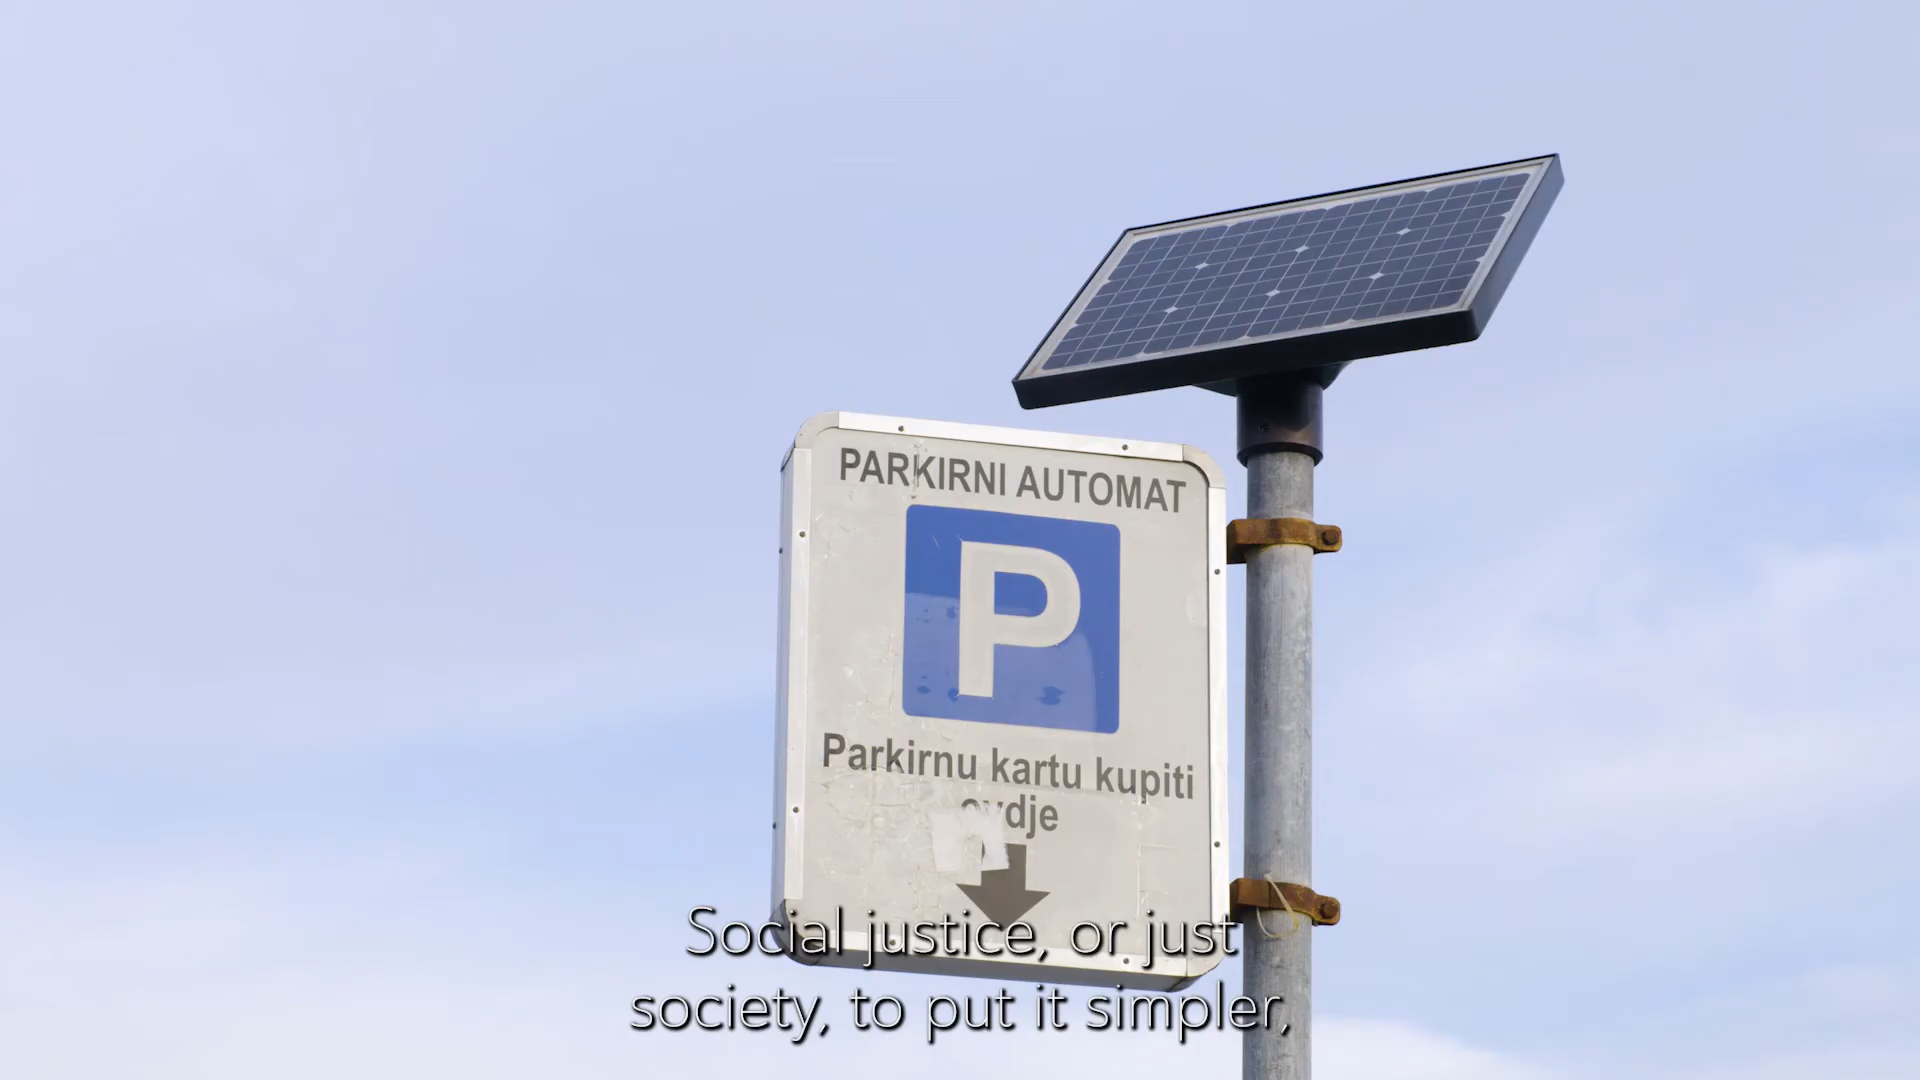 PARKIRNI AUTOMAT
P
Parkirnu kartu kupiti
ovdje
Social justice, or just
society, to put it simpler,